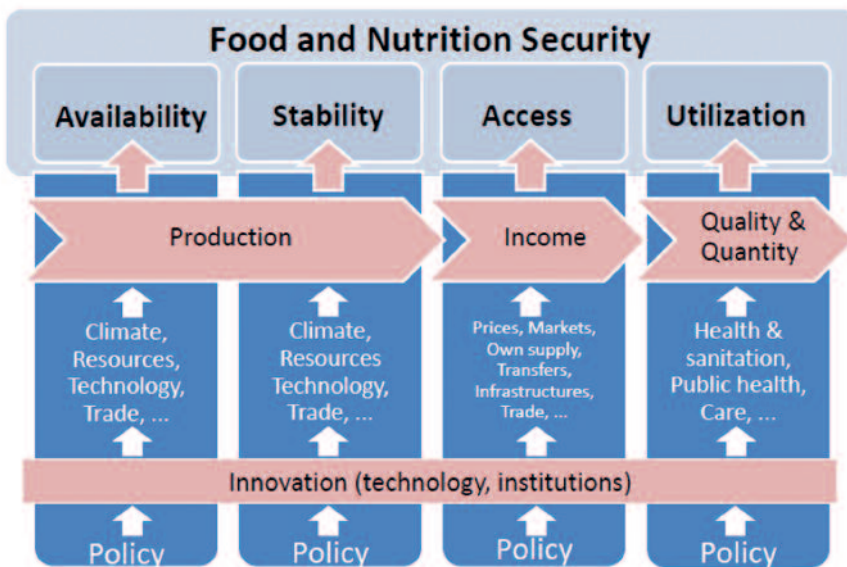 Food and Nutrition Security
Availability
Stability
Access
Utilization
Production
Income
Quality &
Quantity
Climate,
Resources,
Technology,
Trade, ...
Climate,
Resources
Technology,
Trade, ...
Prices, Markets,
Own supply,
Transfers,
Infrastructures,
Trade, ...
Health &
sanitation,
Public health,
Care, ...
Innovation (technology, institutions)
Policy
Policy
Policy
Policy